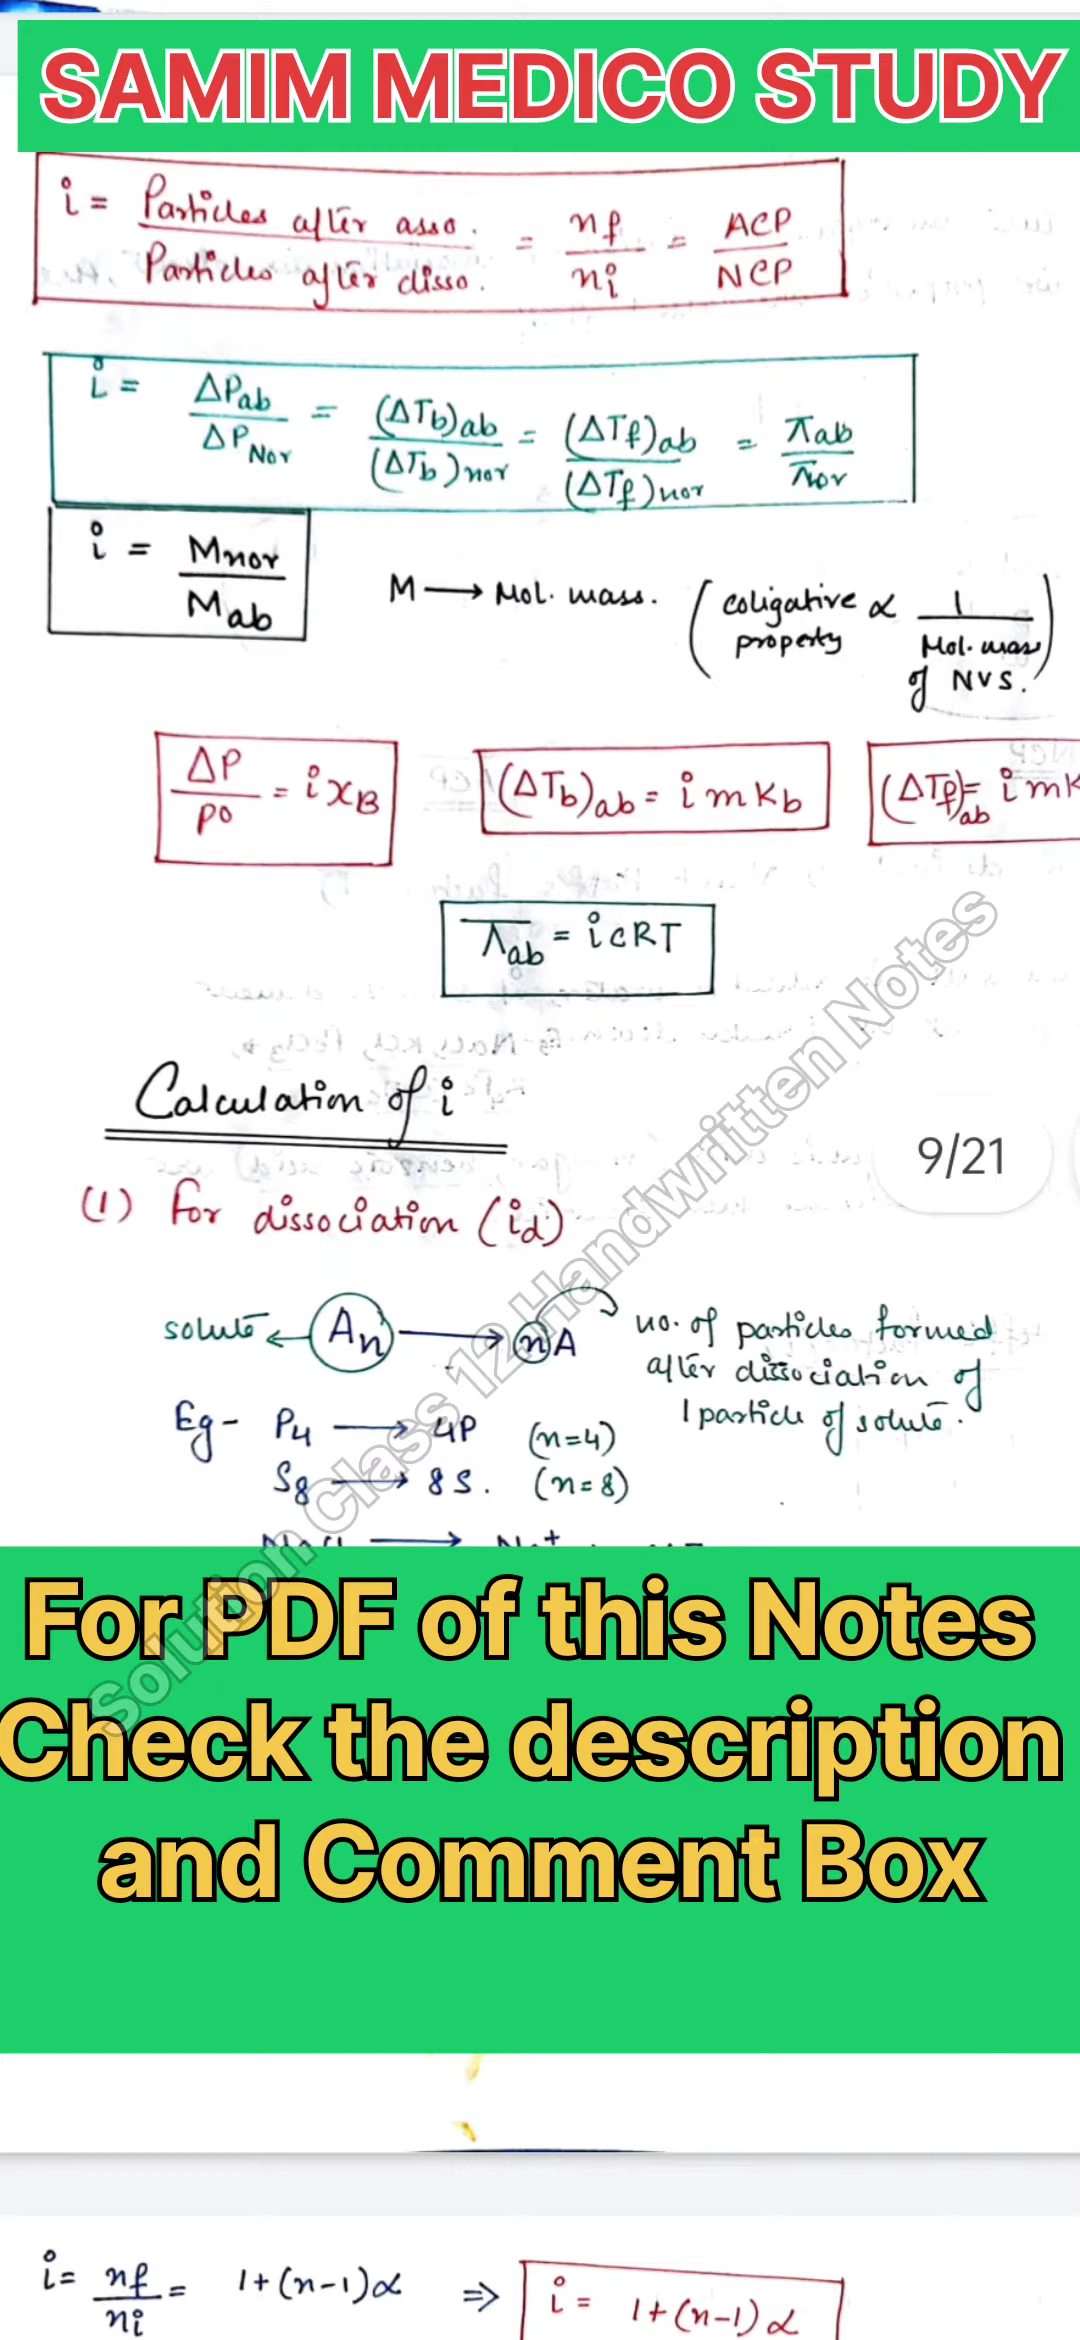 SAMIM MEDICO STUDY
i = Particles after asso. / Particles after disso. = nf / ni = ACP / NCP
i = ΔPab / ΔPNor = (ΔTb)ab / (ΔTb)nor = (ΔTf)ab / (ΔTf)nor = πab / πnor
i = Mnor / Mab
M → Mol. mass. (coligative property ∝ 1 / Mol. mass of NVS.)
ΔP / P° = i xB
(ΔTb)ab = i m Kb
(ΔTf)ab = i m K
πab = i c R T
Calculation of i
9/21
(1) For dissociation (id)
solute ← An → nA
no. of particles formed
after dissociation of
1 particle of solute.
Eg - P4 → 4P (n=4)
S8 → 8S. (n=8)
Solution Class 12 Handwritten Notes
For PDF of this Notes
Check the description
and Comment Box
i = nf / ni = 1+(n-1)α ⇒ i = 1+(n-1)α